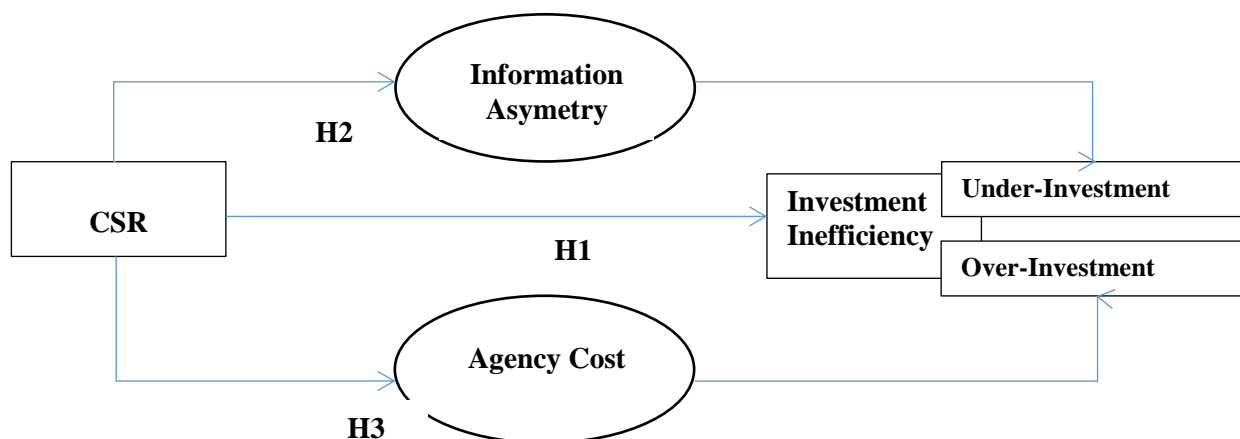 Information
Asymetry
H2
CSR
H1
Investment
Inefficiency
Under-Investment
Over-Investment
Agency Cost
H3